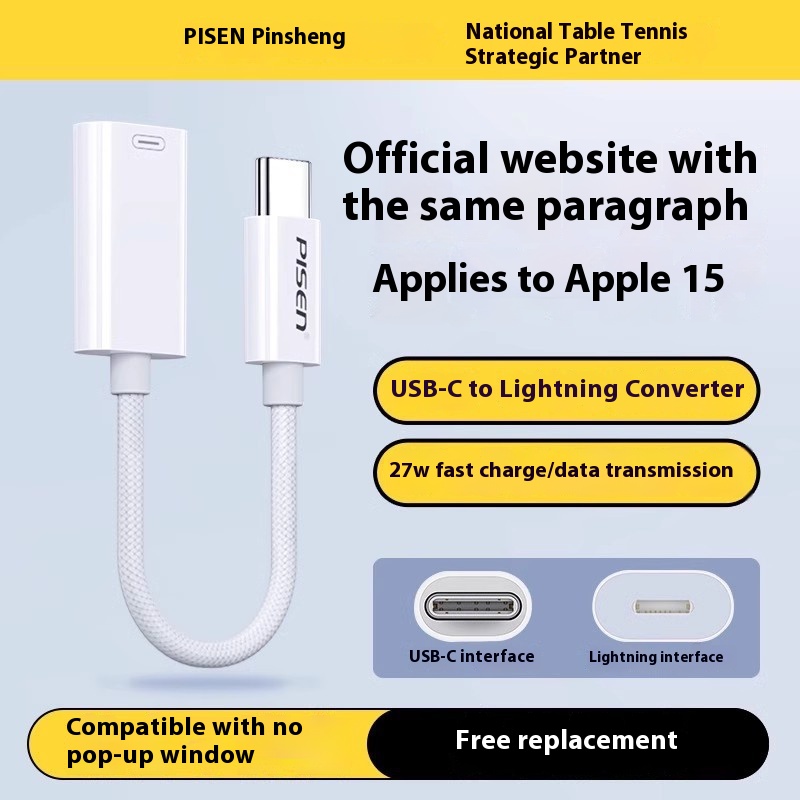 PISEN Pinsheng
National Table Tennis
Strategic Partner
Official website with
the same paragraph
Applies to Apple 15
PISEN
USB-C to Lightning Converter
27w fast charge/data transmission
USB-C interface
Lightning interface
Compatible with no
pop-up window
Free replacement